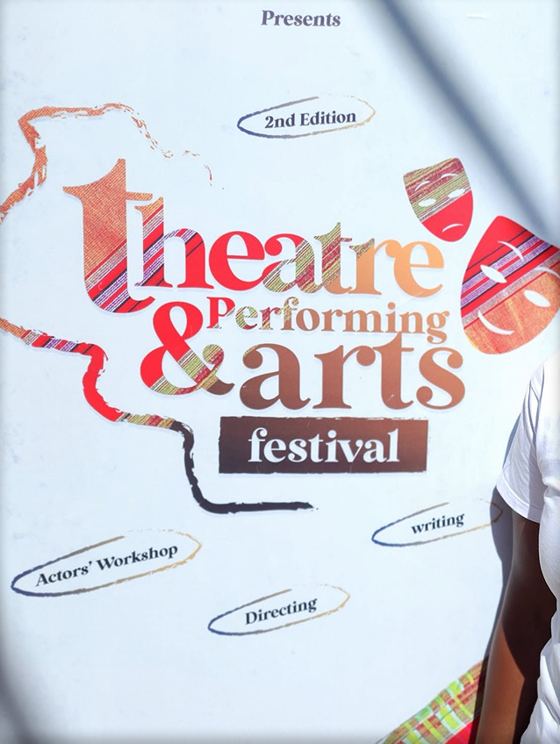 Presents
2nd Edition
theatre
& Performing
arts
festival
writing
Actors' Workshop
Directing